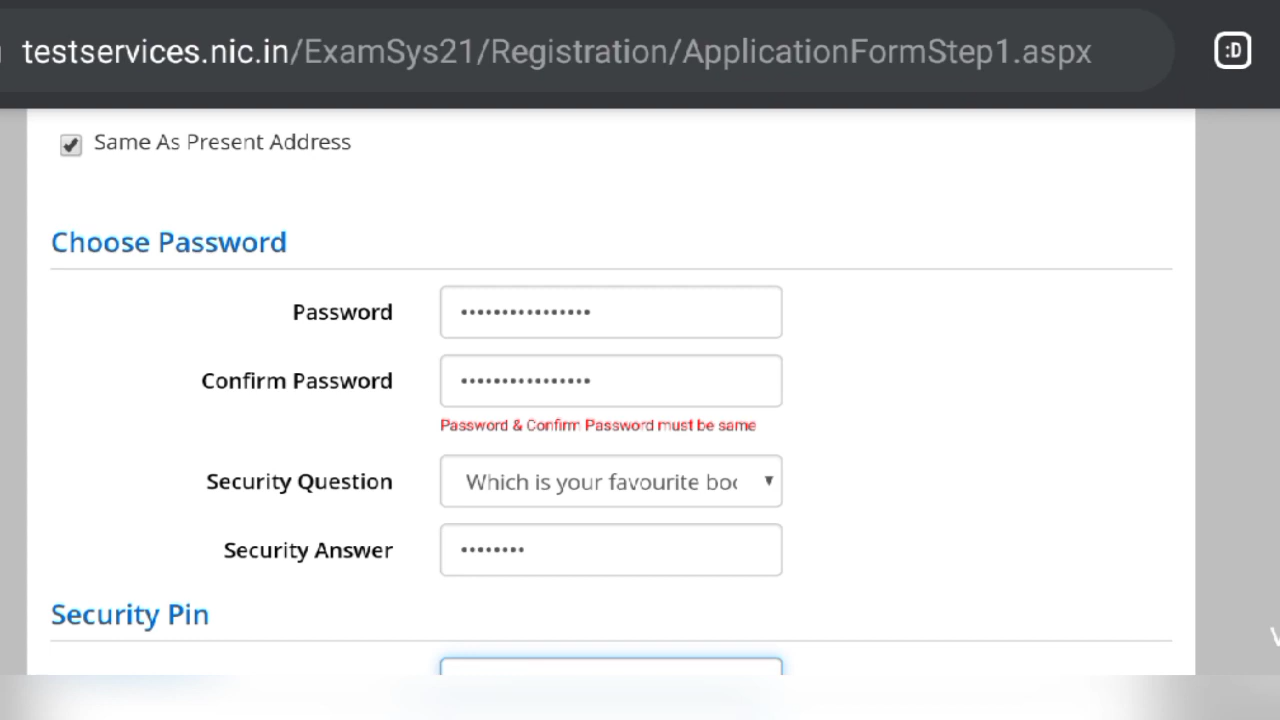 testservices.nic.in/ExamSys21/Registration/ApplicationFormStep1.aspx
:D
Same As Present Address
Choose Password
Password
••••••••••••••••
Confirm Password
••••••••••••••••
Password & Confirm Password must be same
Security Question
Which is your favourite
Security Answer
••••••••
Security Pin